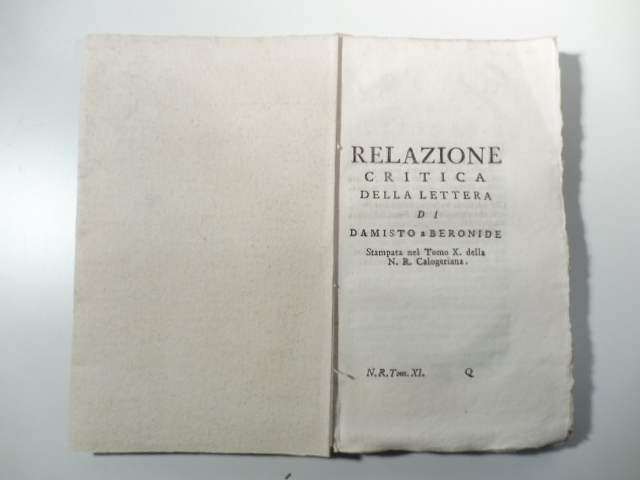 RELAZIONE
CRITICA
DELLA LETTERA
DI
DAMISTO a BERONIDE
Stampata nel Tomo X. della
N. R. Calogeriana.
N. R. Tom. XI. Q